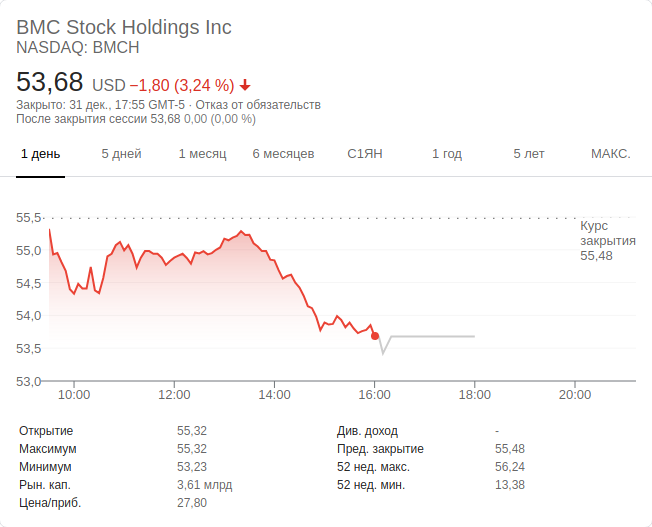 BMC Stock Holdings Inc
NASDAQ: BMCH
53,68 USD −1,80 (3,24 %)
Закрыто: 31 дек., 17:55 GMT-5 · Отказ от обязательств
После закрытия сессии 53,68 0,00 (0,00 %)
1 день 5 дней 1 месяц 6 месяцев С1ЯН 1 год 5 лет МАКС.
55,5
Курс
закрытия
55,48
55,0
54,5
54,0
53,5
53,0
10:00 12:00 14:00 16:00 18:00 20:00
Открытие 55,32 Див. доход -
Максимум 55,32 Пред. закрытие 55,48
Минимум 53,23 52 нед. макс. 56,24
Рын. кап. 3,61 млрд 52 нед. мин. 13,38
Цена/приб. 27,80